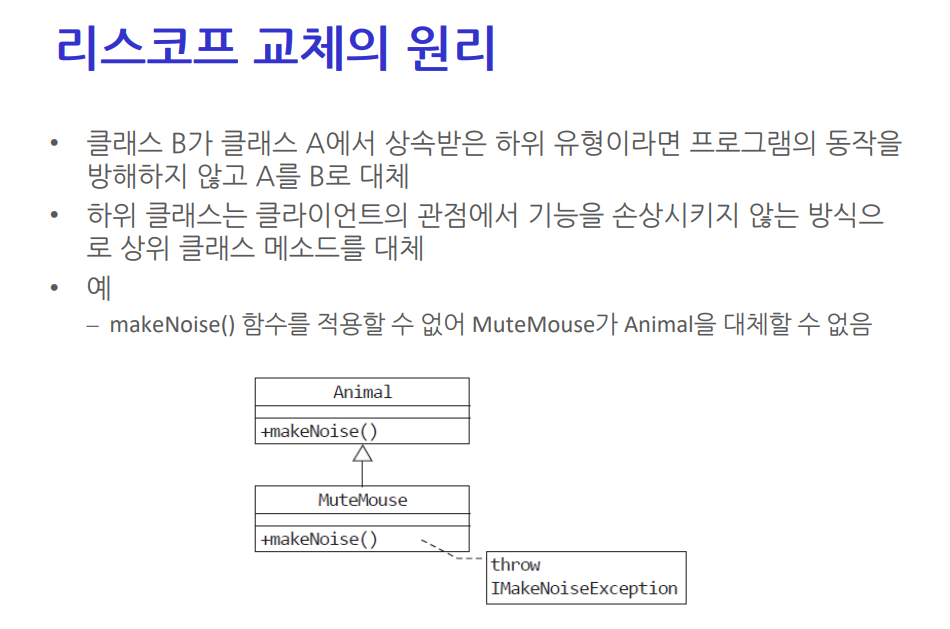 리스코프 교체의 원리
• 클래스 B가 클래스 A에서 상속받은 하위 유형이라면 프로그램의 동작을
방해하지 않고 A를 B로 대체
• 하위 클래스는 클라이언트의 관점에서 기능을 손상시키지 않는 방식으
로 상위 클래스 메소드를 대체
• 예
– makeNoise() 함수를 적용할 수 없어 MuteMouse가 Animal을 대체할 수 없음
Animal
+makeNoise()
MuteMouse
+makeNoise()
throw
IMakeNoiseException